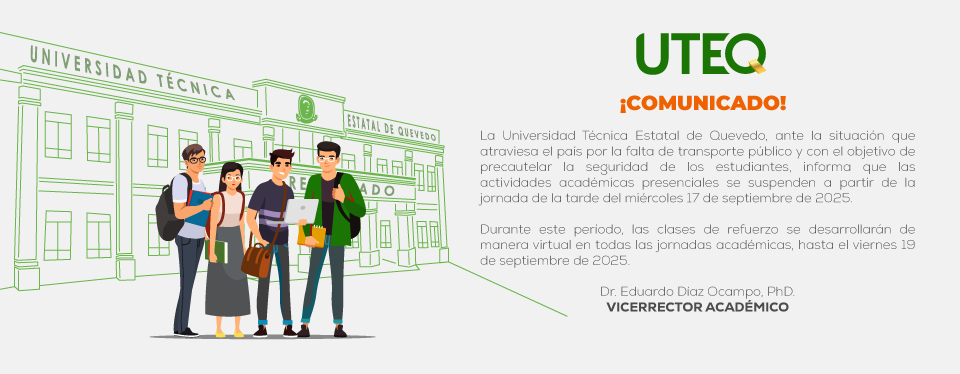 UNIVERSIDAD TÉCNICA
ESTATAL DE QUEVEDO
UTEQ
¡COMUNICADO!
La Universidad Técnica Estatal de Quevedo, ante la situación que
atraviesa el país por la falta de transporte público y con el objetivo de
precautelar la seguridad de los estudiantes, informa que las
actividades académicas presenciales se suspenden a partir de la
jornada de la tarde del miércoles 17 de septiembre de 2025.
Durante este período, las clases de refuerzo se desarrollarán de
manera virtual en todas las jornadas académicas, hasta el viernes 19
de septiembre de 2025.
Dr. Eduardo Díaz Ocampo, PhD.
VICERRECTOR ACADÉMICO